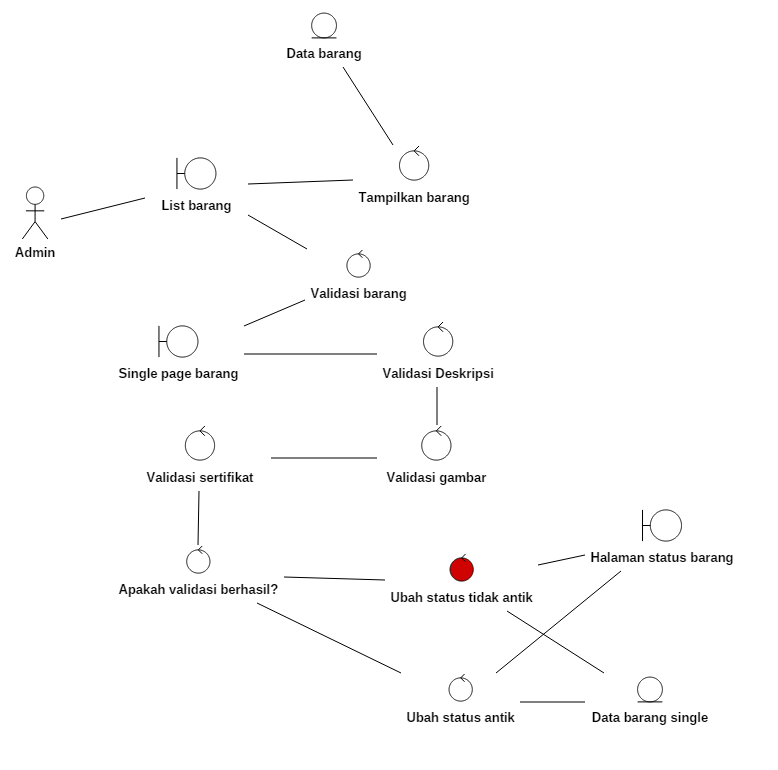 Data barang
Tampilkan barang
List barang
Admin
Validasi barang
Single page barang
Validasi Deskripsi
Validasi sertifikat
Validasi gambar
Halaman status barang
Apakah validasi berhasil?
Ubah status tidak antik
Ubah status antik
Data barang single